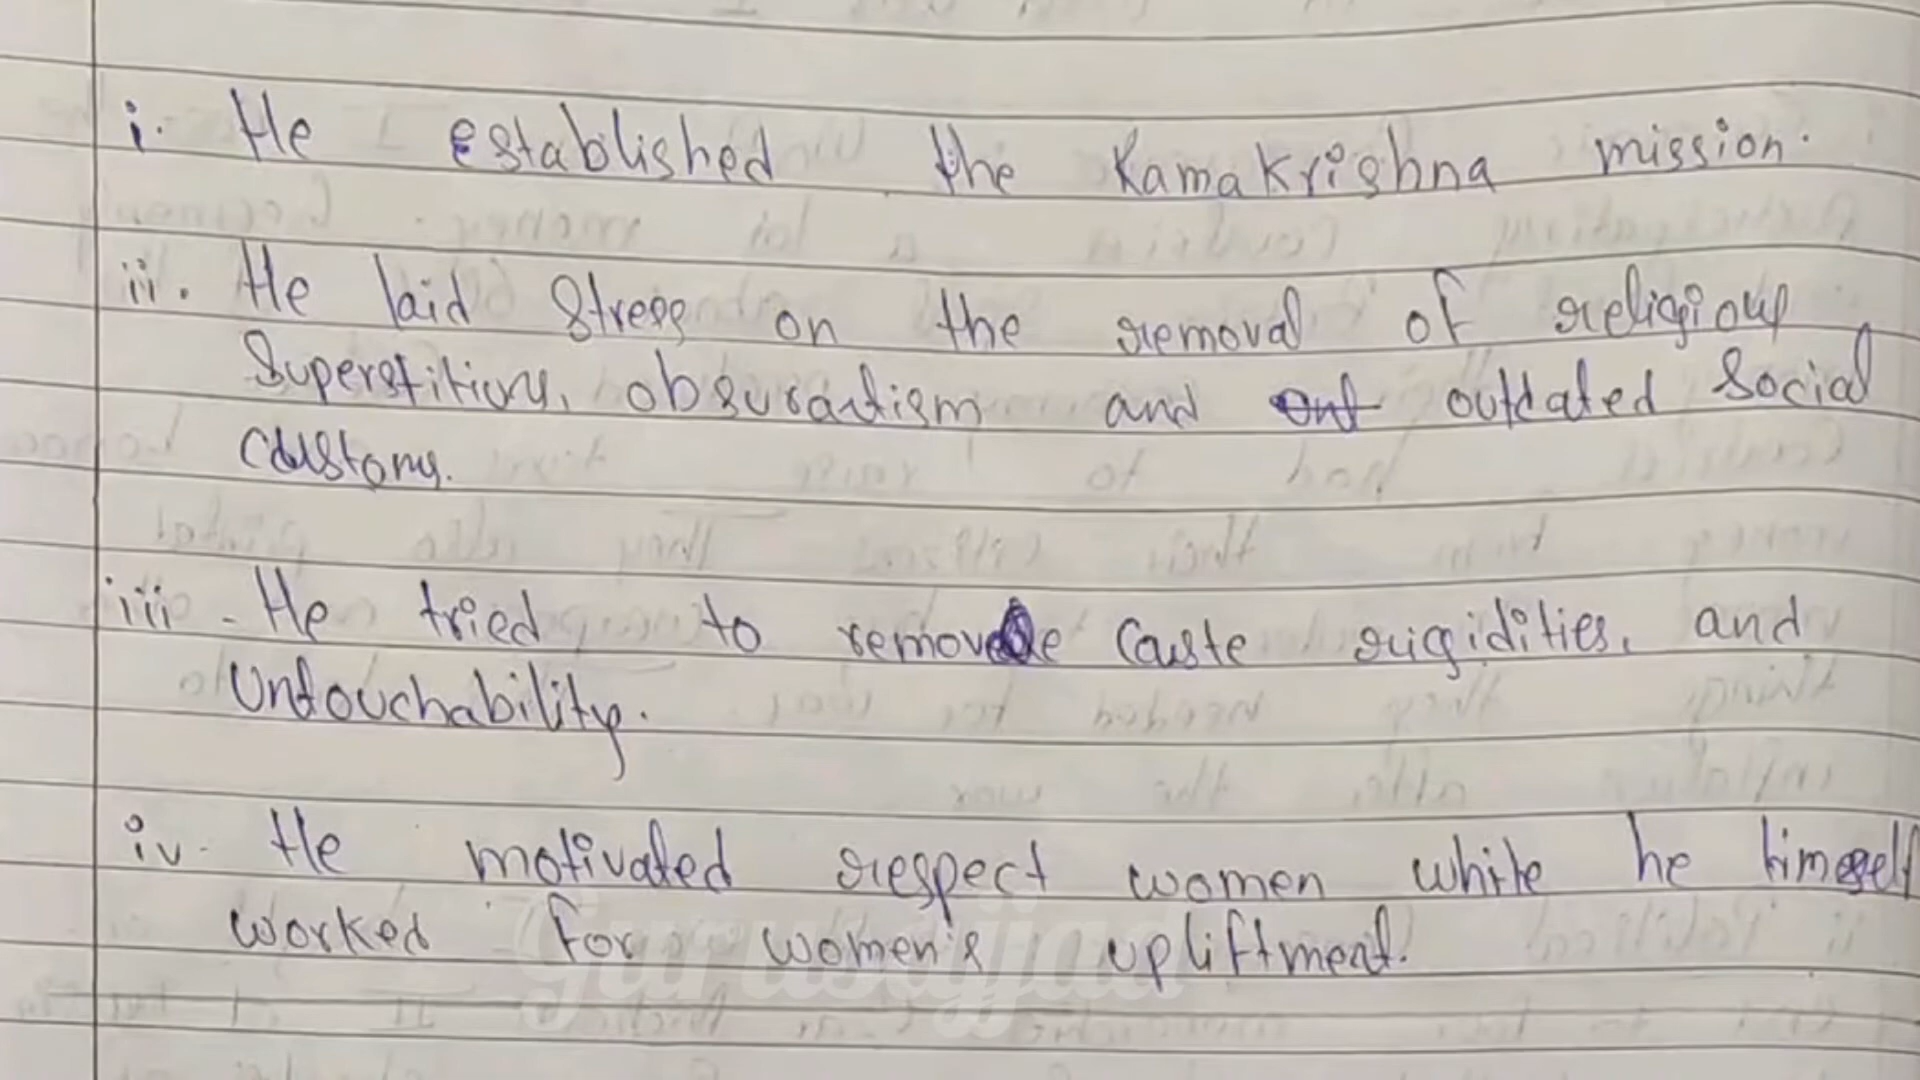 i. He established the Ramakrishna mission.
ii. He laid stress on the removal of religious
Superstitions, obsurantism and out outdated Social
Customs.
iii - He tried to remove Caste rigidities, and
Untouchability.
iv. He motivated respect women while he himself
worked for women's upliftment.
Gurusajjad